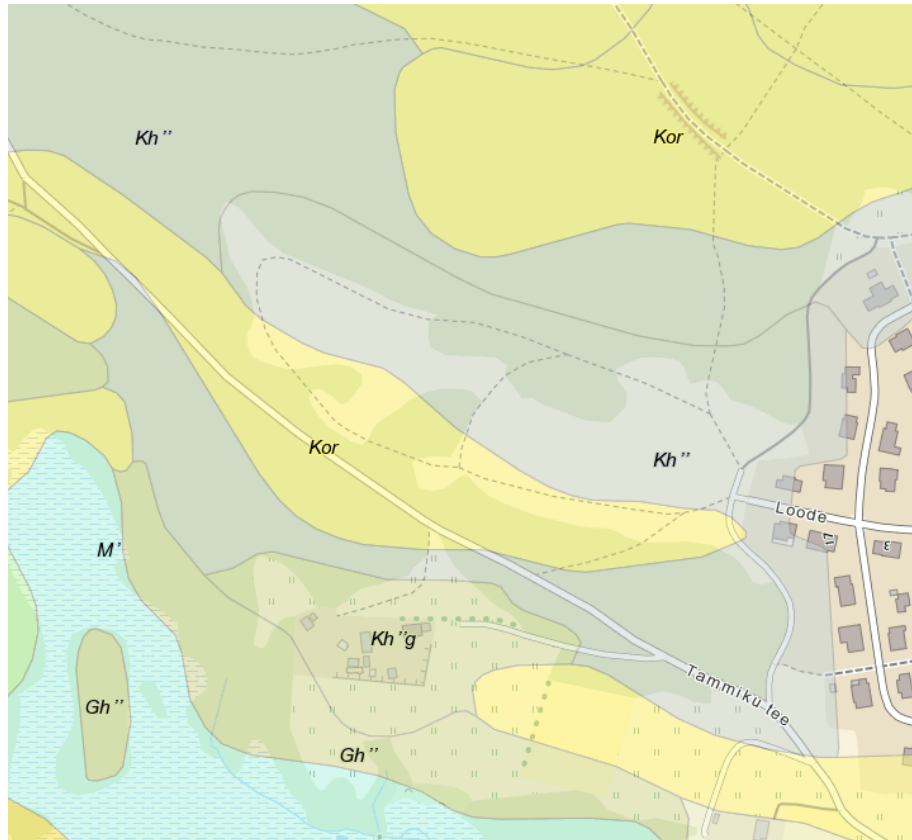 Kh’’
Kor
Kor
Kh’’
Loode
17
3
M’
Kh’’g
Tammiku tee
Gh’’
Gh’’